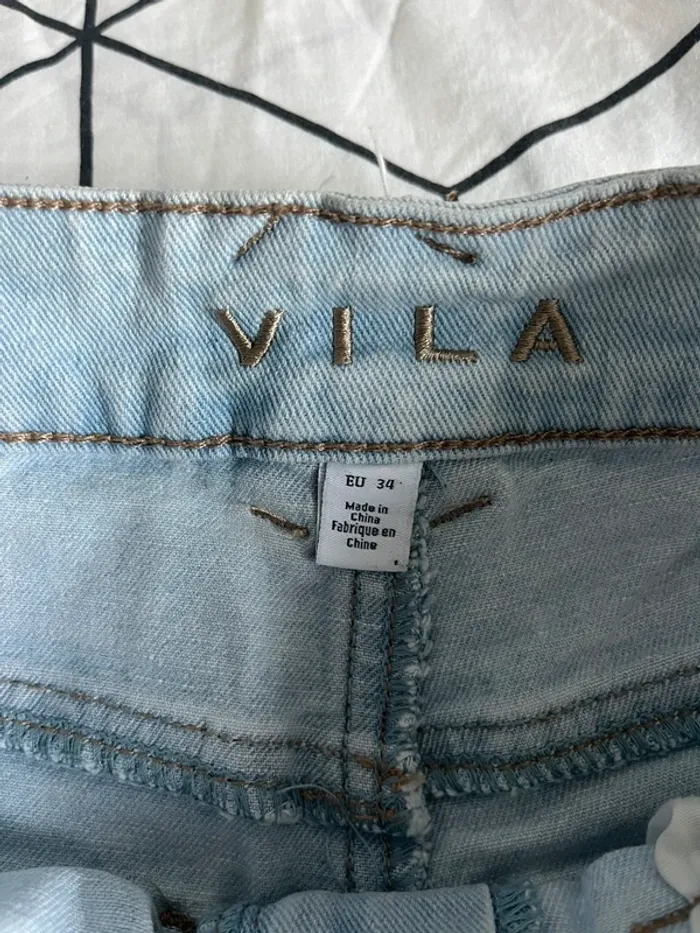 VILA
EU 34
Made in
China
Fabrique en
Chine